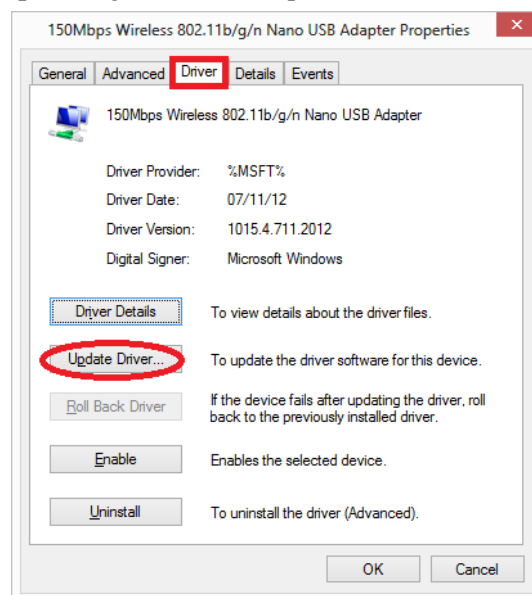 150Mbps Wireless 802.11b/g/n Nano USB Adapter Properties
General Advanced Driver Details Events
150Mbps Wireless 802.11b/g/n Nano USB Adapter
Driver Provider: %MSFT%
Driver Date: 07/11/12
Driver Version: 1015.4.711.2012
Digital Signer: Microsoft Windows
Driver Details To view details about the driver files.
Update Driver... To update the driver software for this device.
Roll Back Driver If the device fails after updating the driver, roll
back to the previously installed driver.
Enable Enables the selected device.
Uninstall To uninstall the driver (Advanced).
OK Cancel